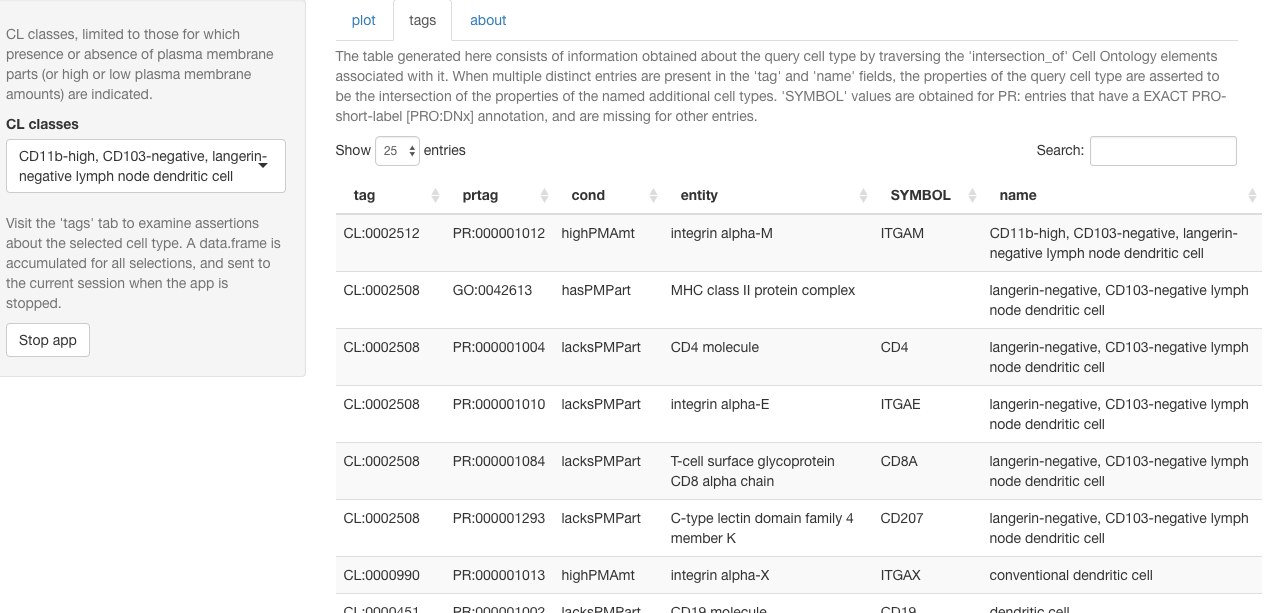 CL classes, limited to those for which
presence or absence of plasma membrane
parts (or high or low plasma membrane
amounts) are indicated.
CL classes
CD11b-high, CD103-negative, langerin-
negative lymph node dendritic cell
Visit the 'tags' tab to examine assertions
about the selected cell type. A data.frame is
accumulated for all selections, and sent to
the current session when the app is
stopped.
Stop app
plot tags about
The table generated here consists of information obtained about the query cell type by traversing the 'intersection_of' Cell Ontology elements
associated with it. When multiple distinct entries are present in the 'tag' and 'name' fields, the properties of the query cell type are asserted to
be the intersection of the properties of the named additional cell types. 'SYMBOL' values are obtained for PR: entries that have a EXACT PRO-
short-label [PRO:DNx] annotation, and are missing for other entries.
Show 25 entries Search:
tag prtag cond entity SYMBOL name
CL:0002512 PR:000001012 highPMAmt integrin alpha-M ITGAM CD11b-high, CD103-negative, langerin-
negative lymph node dendritic cell
CL:0002508 GO:0042613 hasPMPart MHC class II protein complex langerin-negative, CD103-negative lymph
node dendritic cell
CL:0002508 PR:000001004 lacksPMPart CD4 molecule CD4 langerin-negative, CD103-negative lymph
node dendritic cell
CL:0002508 PR:000001010 lacksPMPart integrin alpha-E ITGAE langerin-negative, CD103-negative lymph
node dendritic cell
CL:0002508 PR:000001084 lacksPMPart T-cell surface glycoprotein CD8A langerin-negative, CD103-negative lymph
CD8 alpha chain node dendritic cell
CL:0002508 PR:000001293 lacksPMPart C-type lectin domain family 4 CD207 langerin-negative, CD103-negative lymph
member K node dendritic cell
CL:0000990 PR:000001013 highPMAmt integrin alpha-X ITGAX conventional dendritic cell
CL:0000451 PR:000001002 lacksPMPart CD19 molecule CD19 dendritic cell